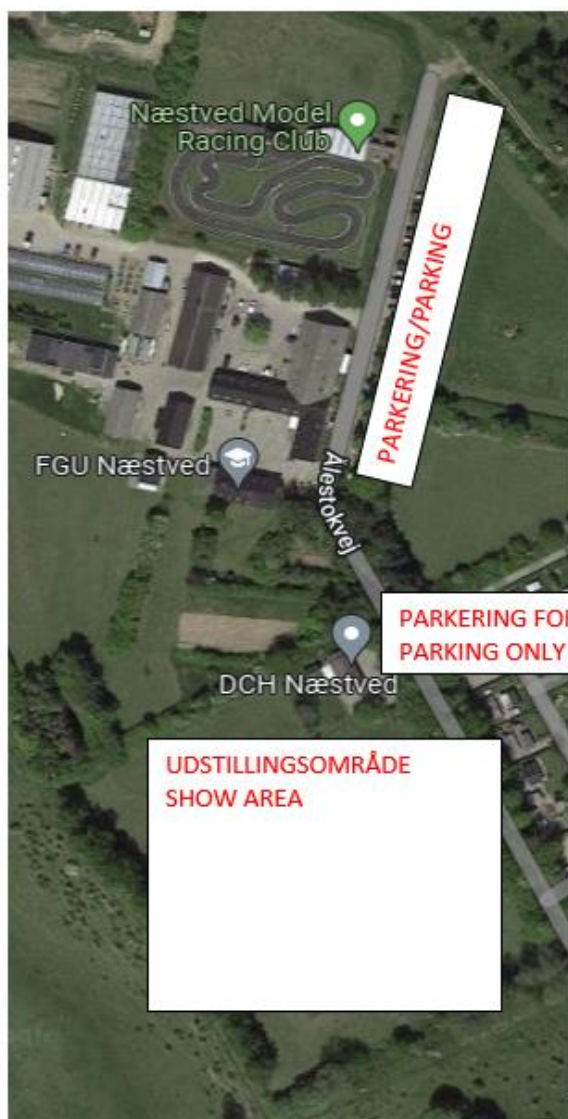 Næstved Model
Racing Club
PARKERING/PARKING
FGU Næstved
Ålestokvej
PARKERING FO
PARKING ONLY
DCH Næstved
UDSTILLINGSOMRÅDE
SHOW AREA